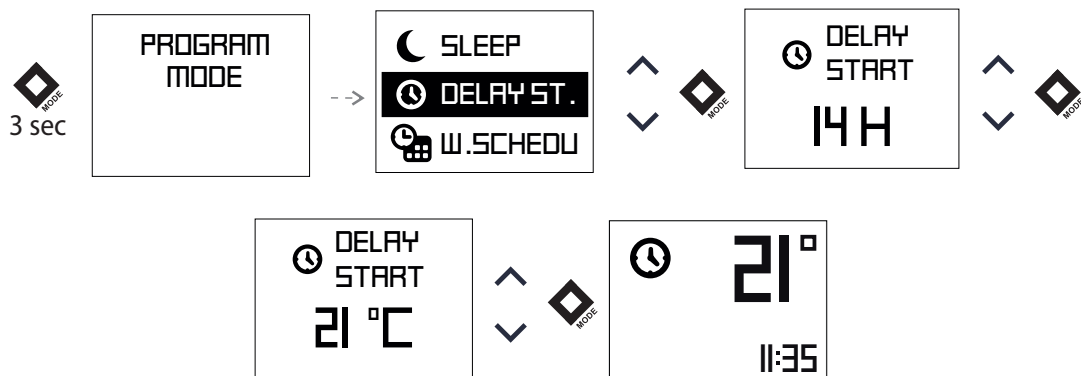 MODE
3 sec
PROGRAM
MODE
SLEEP
DELAY ST.
W.SCHEDU
MODE
DELAY
START
14 H
MODE
DELAY
START
21 °C
MODE
21°
11:35